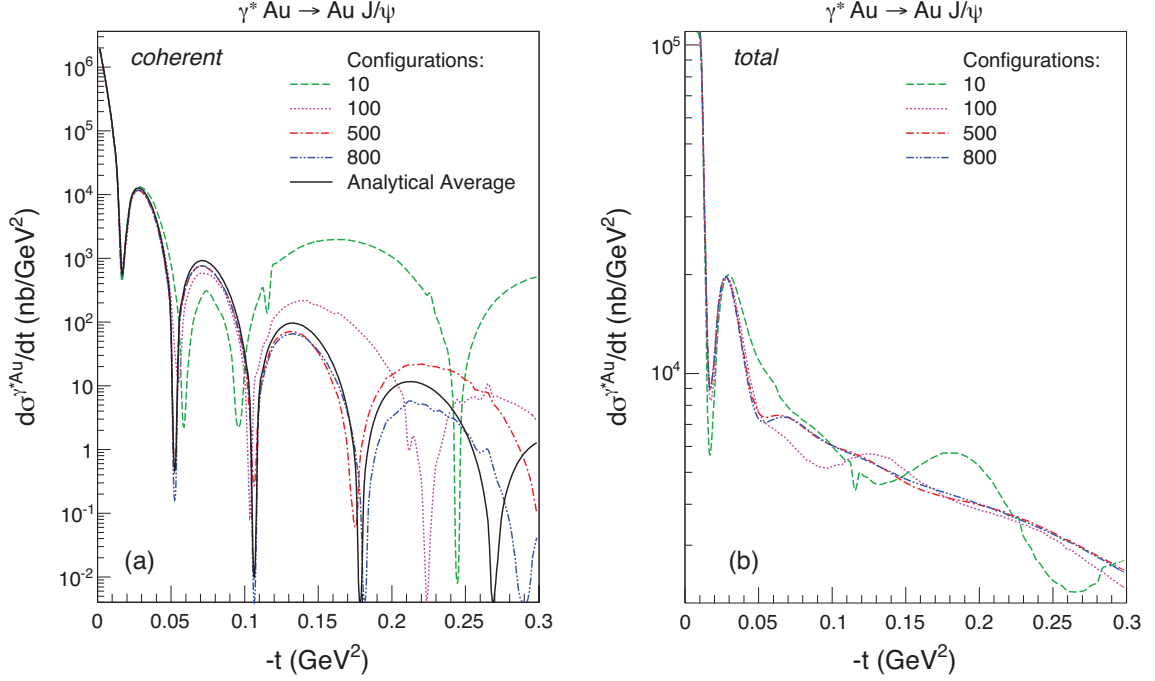 γ* Au → Au J/ψ
coherent
Configurations:
10
100
500
800
Analytical Average
dσ^γ*Au/dt (nb/GeV²)
10⁶
10⁵
10⁴
10³
10²
10
1
10⁻¹
10⁻²
(a)
0 0.05 0.1 0.15 0.2 0.25 0.3
-t (GeV²)
γ* Au → Au J/ψ
total
Configurations:
10
100
500
800
dσ^γ*Au/dt (nb/GeV²)
10⁵
10⁴
(b)
0 0.05 0.1 0.15 0.2 0.25 0.3
-t (GeV²)